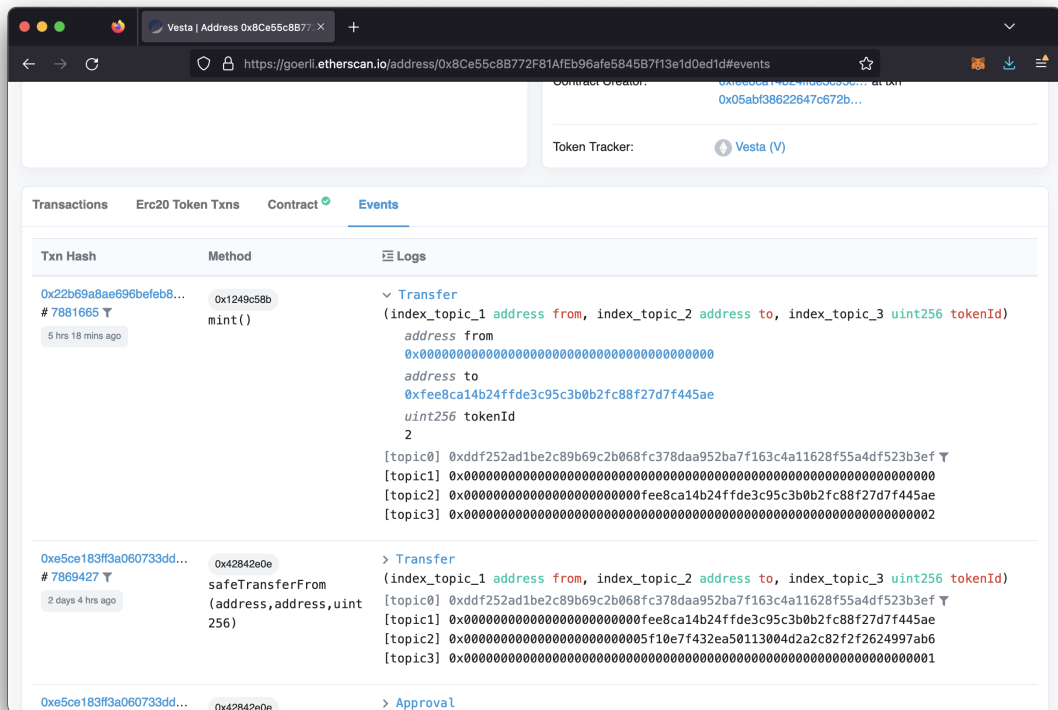 Vesta | Address 0x8Ce55c8B77
https://goerli.etherscan.io/address/0x8Ce55c8B772F81AfEb96afe5845B7f13e1d0ed1d#events
Contract Creator: 0xfee8ca14b24ffde3c95c... at txn
0x05abf38622647c672b...
Token Tracker: Vesta (V)
Transactions Erc20 Token Txns Contract Events
Txn Hash Method Logs
0x22b69a8ae696befeb8...
# 7881665
5 hrs 18 mins ago
0x1249c58b
mint()
Transfer
(index_topic_1 address from, index_topic_2 address to, index_topic_3 uint256 tokenId)
address from
0x0000000000000000000000000000000000000000
address to
0xfee8ca14b24ffde3c95c3b0b2fc88f27d7f445ae
uint256 tokenId
2
[topic0] 0xddf252ad1be2c89b69c2b068fc378daa952ba7f163c4a11628f55a4df523b3ef
[topic1] 0x0000000000000000000000000000000000000000000000000000000000000000
[topic2] 0x000000000000000000000000fee8ca14b24ffde3c95c3b0b2fc88f27d7f445ae
[topic3] 0x0000000000000000000000000000000000000000000000000000000000000002
0xe5ce183ff3a060733dd...
# 7869427
2 days 4 hrs ago
0x42842e0e
safeTransferFrom
(address,address,uint
256)
Transfer
(index_topic_1 address from, index_topic_2 address to, index_topic_3 uint256 tokenId)
[topic0] 0xddf252ad1be2c89b69c2b068fc378daa952ba7f163c4a11628f55a4df523b3ef
[topic1] 0x000000000000000000000000fee8ca14b24ffde3c95c3b0b2fc88f27d7f445ae
[topic2] 0x0000000000000000000000005f10e7f432ea50113004d2a2c82f2f2624997ab6
[topic3] 0x0000000000000000000000000000000000000000000000000000000000000001
0xe5ce183ff3a060733dd...
0x42842e0e
Approval